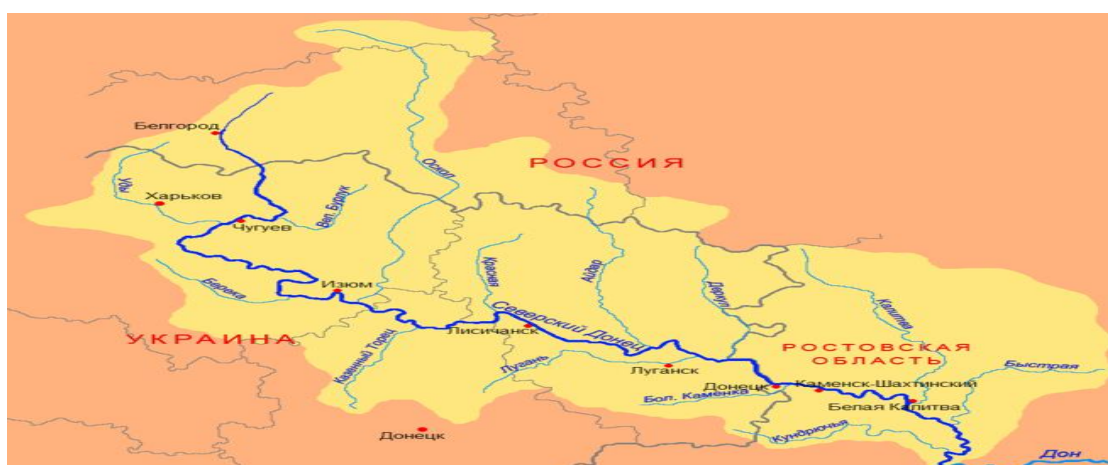 Белгород
Оскол
РОССИЯ
Уды
Харьков
Вел. Бурлук
Чугуев
Красная
Айдар
Изюм
Берека
Деркул
Калитва
Северский Донец
УКРАИНА
Лисичанск
Казенный Торец
РОСТОВСКАЯ
ОБЛАСТЬ
Лугань
Луганск
Быстрая
Донецк
Каменск-Шахтинский
Бол. Каменка
Белая Калитва
Донецк
Кундрючья
Дон